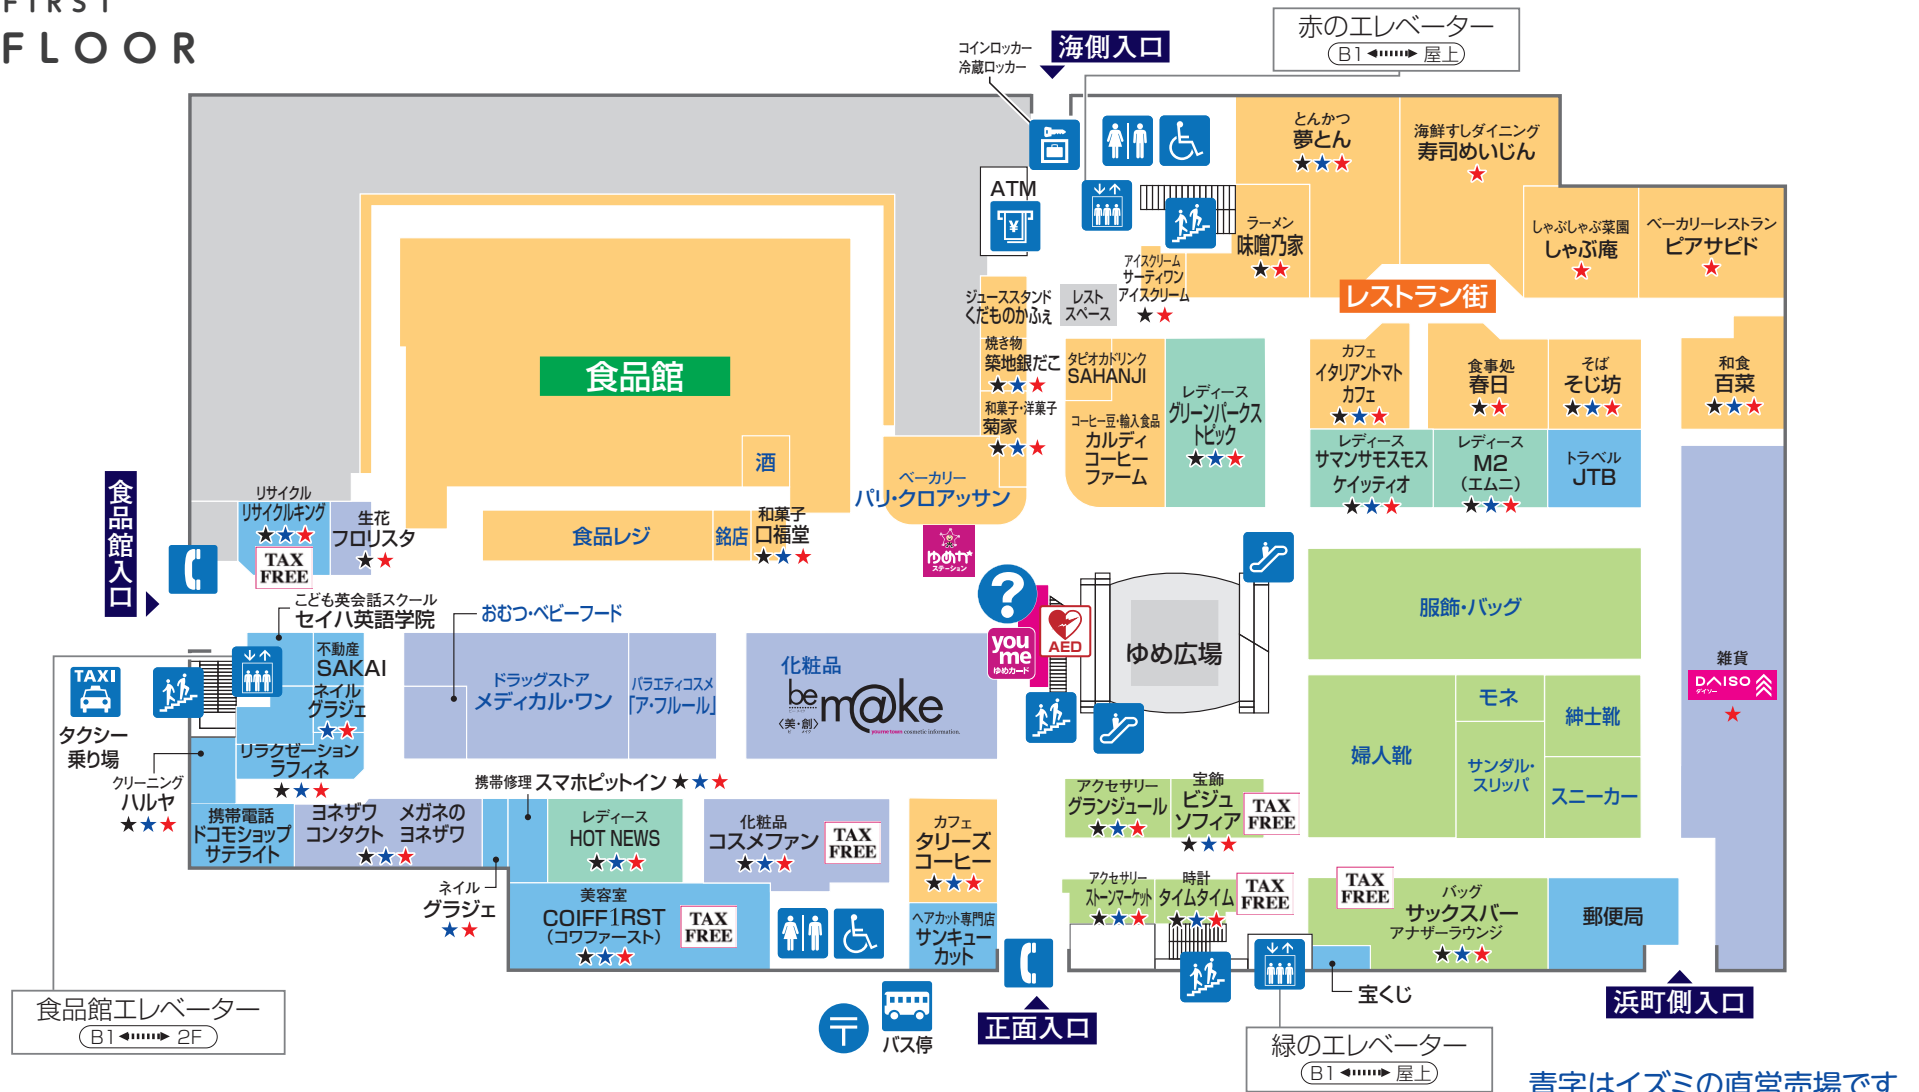 FIRST
FLOOR
コインロッカー
冷蔵ロッカー
海側入口
赤のエレベーター
B1 屋上
とんかつ
夢とん
★★★
海鮮すしダイニング
寿司めいじん
★
ATM
¥
ラーメン
味噌乃家
★★
しゃぶしゃぶ菜園
しゃぶ庵
★
ベーカリーレストラン
ピアサピド
★
アイスクリーム
サーティワン
アイスクリーム
★★
レスト
スペース
ジューススタンド
くだものかふぇ
レストラン街
焼き物
築地銀だこ
★★★
タピオカドリンク
SAHANJI
和菓子・洋菓子
菊家
★★★
コーヒー豆・輸入食品
カルディ
コーヒー
ファーム
レディース
グリーンパークス
トピック
★★★
カフェ
イタリアントマト
カフェ
★★★
食事処
春日
★★
そば
そじ坊
★★★
和食
百菜
★★★
食品館
酒
ベーカリー
パリ・クロアッサン
レディース
サマンサモスモス
ケイッティオ
★★★
レディース
M2
(エムニ)
★★★
トラベル
JTB
食品館入口
リサイクル
リサイクルキング
★★★
TAX
FREE
生花
フロリスタ
★★
食品レジ
銘店
和菓子
口福堂
★★★
ゆめか
ステーション
?
you
me
ゆめカード
AED
ゆめ広場
服飾・バッグ
こども英会話スクール
セイハ英語学院
おむつ・ベビーフード
不動産
SAKAI
ネイル
グラジェ
★★
リラクゼーション
ラフィネ
★★★
TAXI
タクシー
乗り場
クリーニング
ハルヤ
★★★
ドラッグストア
メディカル・ワン
バラエティコスメ
「ア・フルール」
化粧品
be
m@ke
〈美・創〉
ビ メイク
youme town cosmetic information.
雑貨
DAISO
ダイソー
★
モネ
紳士靴
婦人靴
サンダル・
スリッパ
スニーカー
携帯修理 スマホピットイン ★★★
携帯電話
ドコモショップ
サテライト
ヨネザワ
コンタクト
メガネの
ヨネザワ
★★★
レディース
HOT NEWS
★★★
化粧品
コスメファン
★★★
TAX
FREE
カフェ
タリーズ
コーヒー
★★★
アクセサリー
グランジュール
★★★
宝飾
ビジュ
ソフィア
★★★
TAX
FREE
ネイル
グラジェ
★★
美容室
COIFF1RST
(コワファースト)
★★★
TAX
FREE
ヘアカット専門店
サンキュー
カット
アクセサリー
ストーンマーケット
★★★
時計
タイムタイム
★★★
TAX
FREE
TAX
FREE
バッグ
サックスバー
アナザーラウンジ
★★★
郵便局
宝くじ
食品館エレベーター
B1 2F
〒
バス停
正面入口
緑のエレベーター
B1 屋上
浜町側入口
青字はイズミの直営売場です